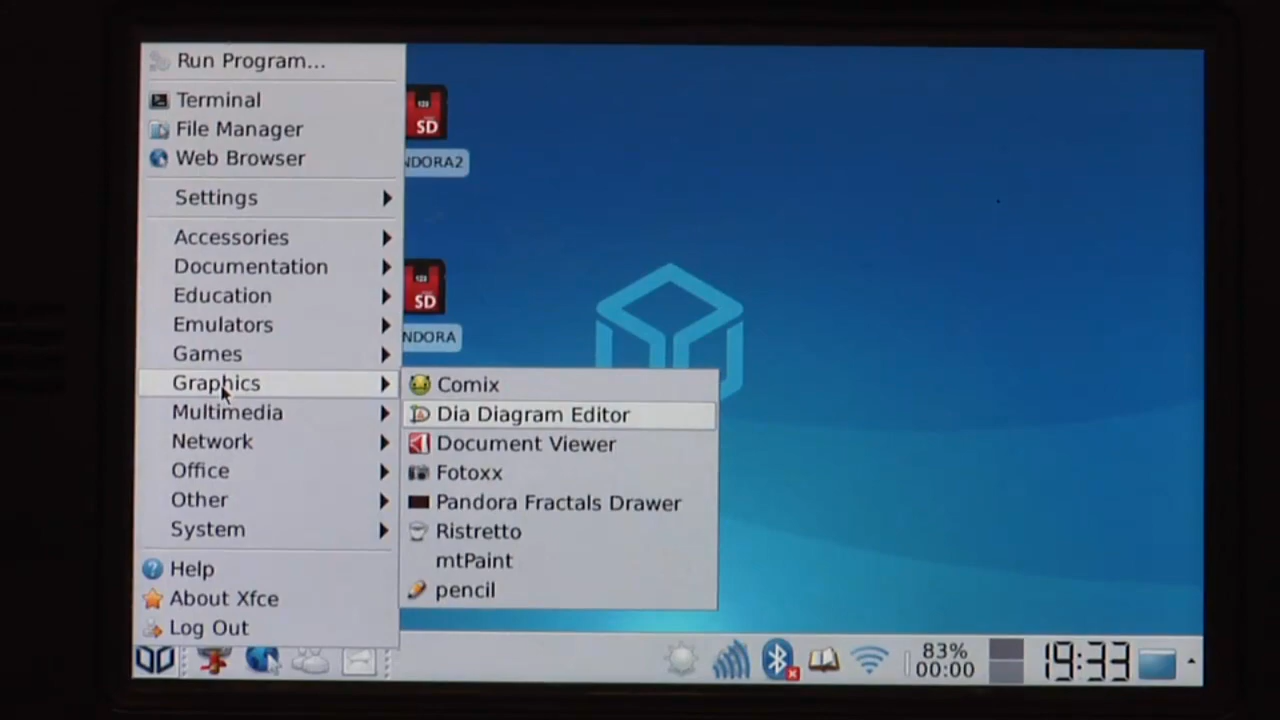 Run Program...
Terminal
File Manager
Web Browser
Settings
Accessories
Documentation
Education
Emulators
Games
Graphics
Multimedia
Network
Office
Other
System
Help
About Xfce
Log Out
123
SD
NDORA2
123
SD
NDORA
Comix
Dia Diagram Editor
Document Viewer
Fotoxx
Pandora Fractals Drawer
Ristretto
mtPaint
pencil
83%
00:00
19:33